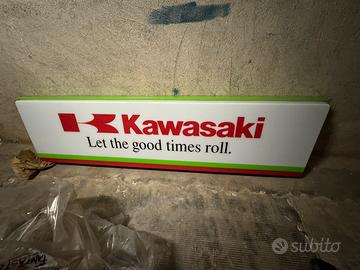 Kawasaki
Let the good times roll.
subito